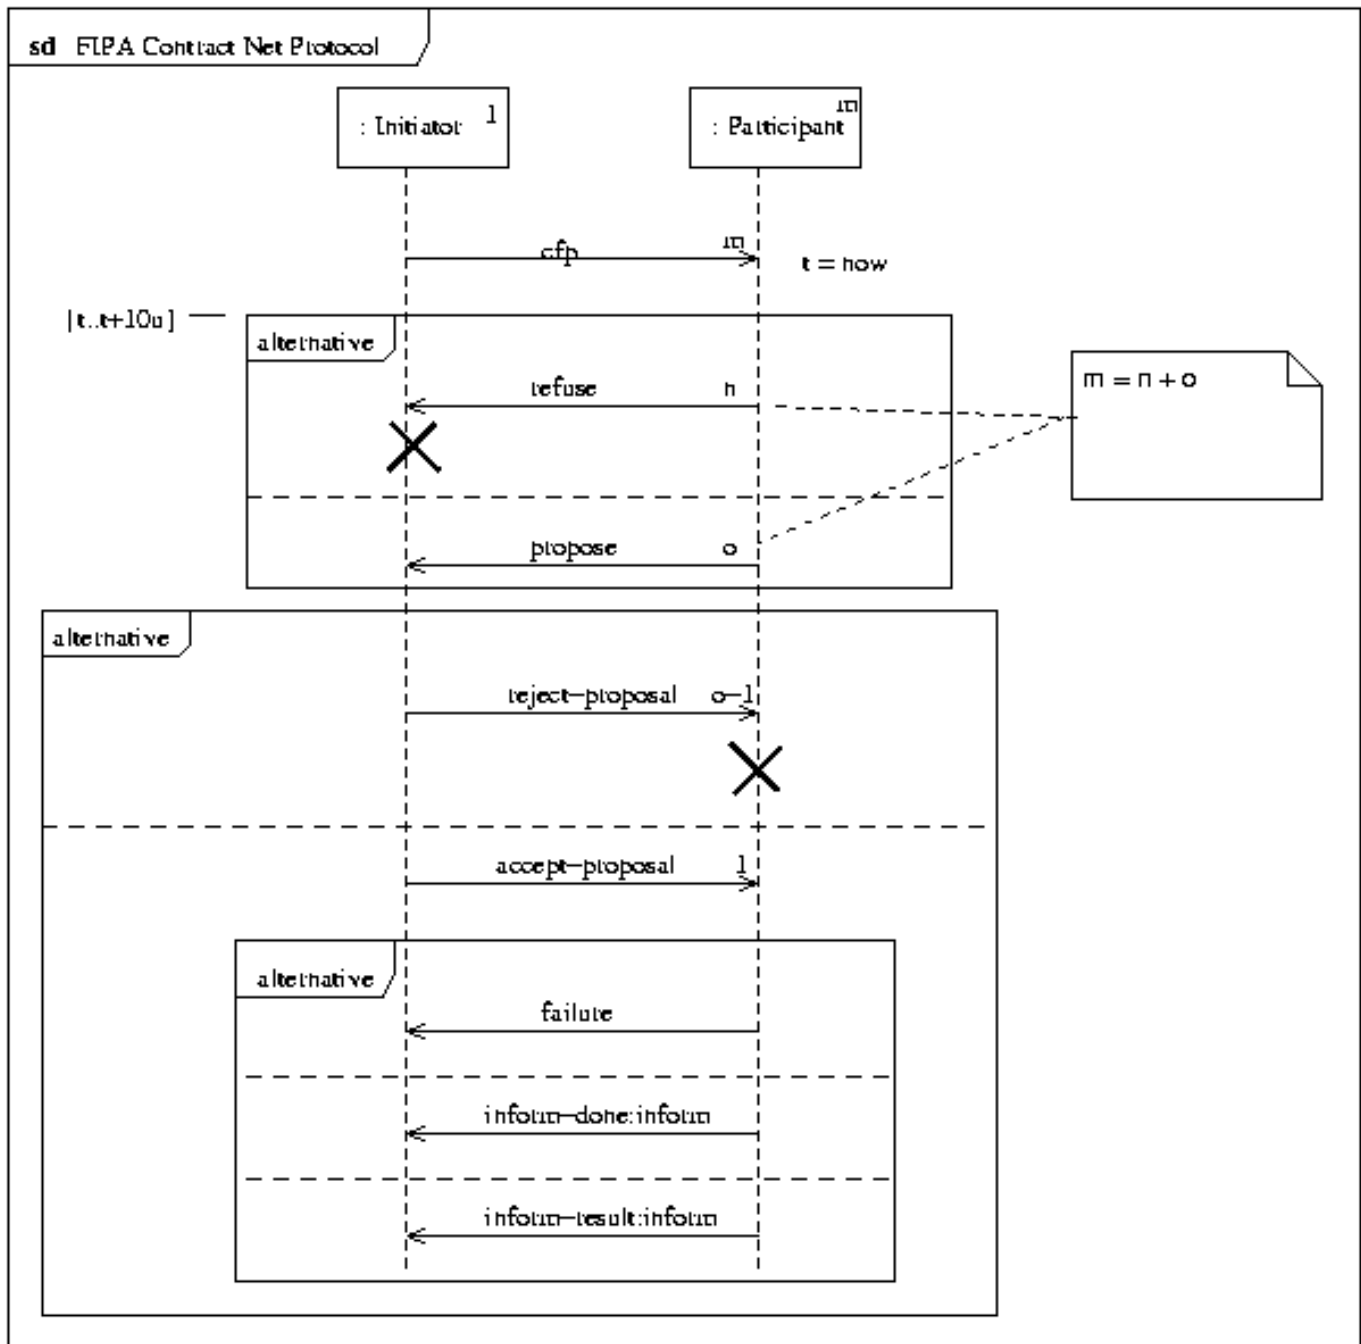 sd FIPA Contract Net Protocol
: Initiator 1
: Participant m
cfp m
t = now
[t..t+10u]
alternative
refuse n
m = n + o
propose o
alternative
reject-proposal o-1
accept-proposal 1
alternative
failure
inform-done:inform
inform-result:inform